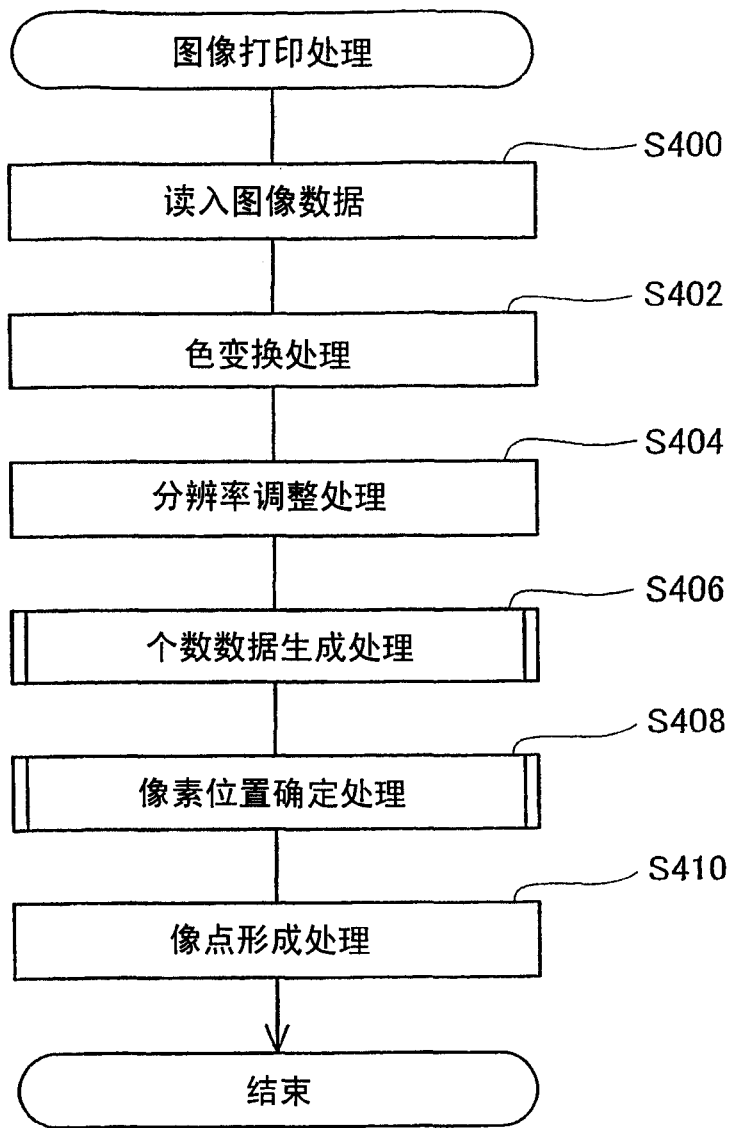 图像打印处理
S400
读入图像数据
S402
色变换处理
S404
分辨率调整处理
S406
个数数据生成处理
S408
像素位置确定处理
S410
像点形成处理
结束